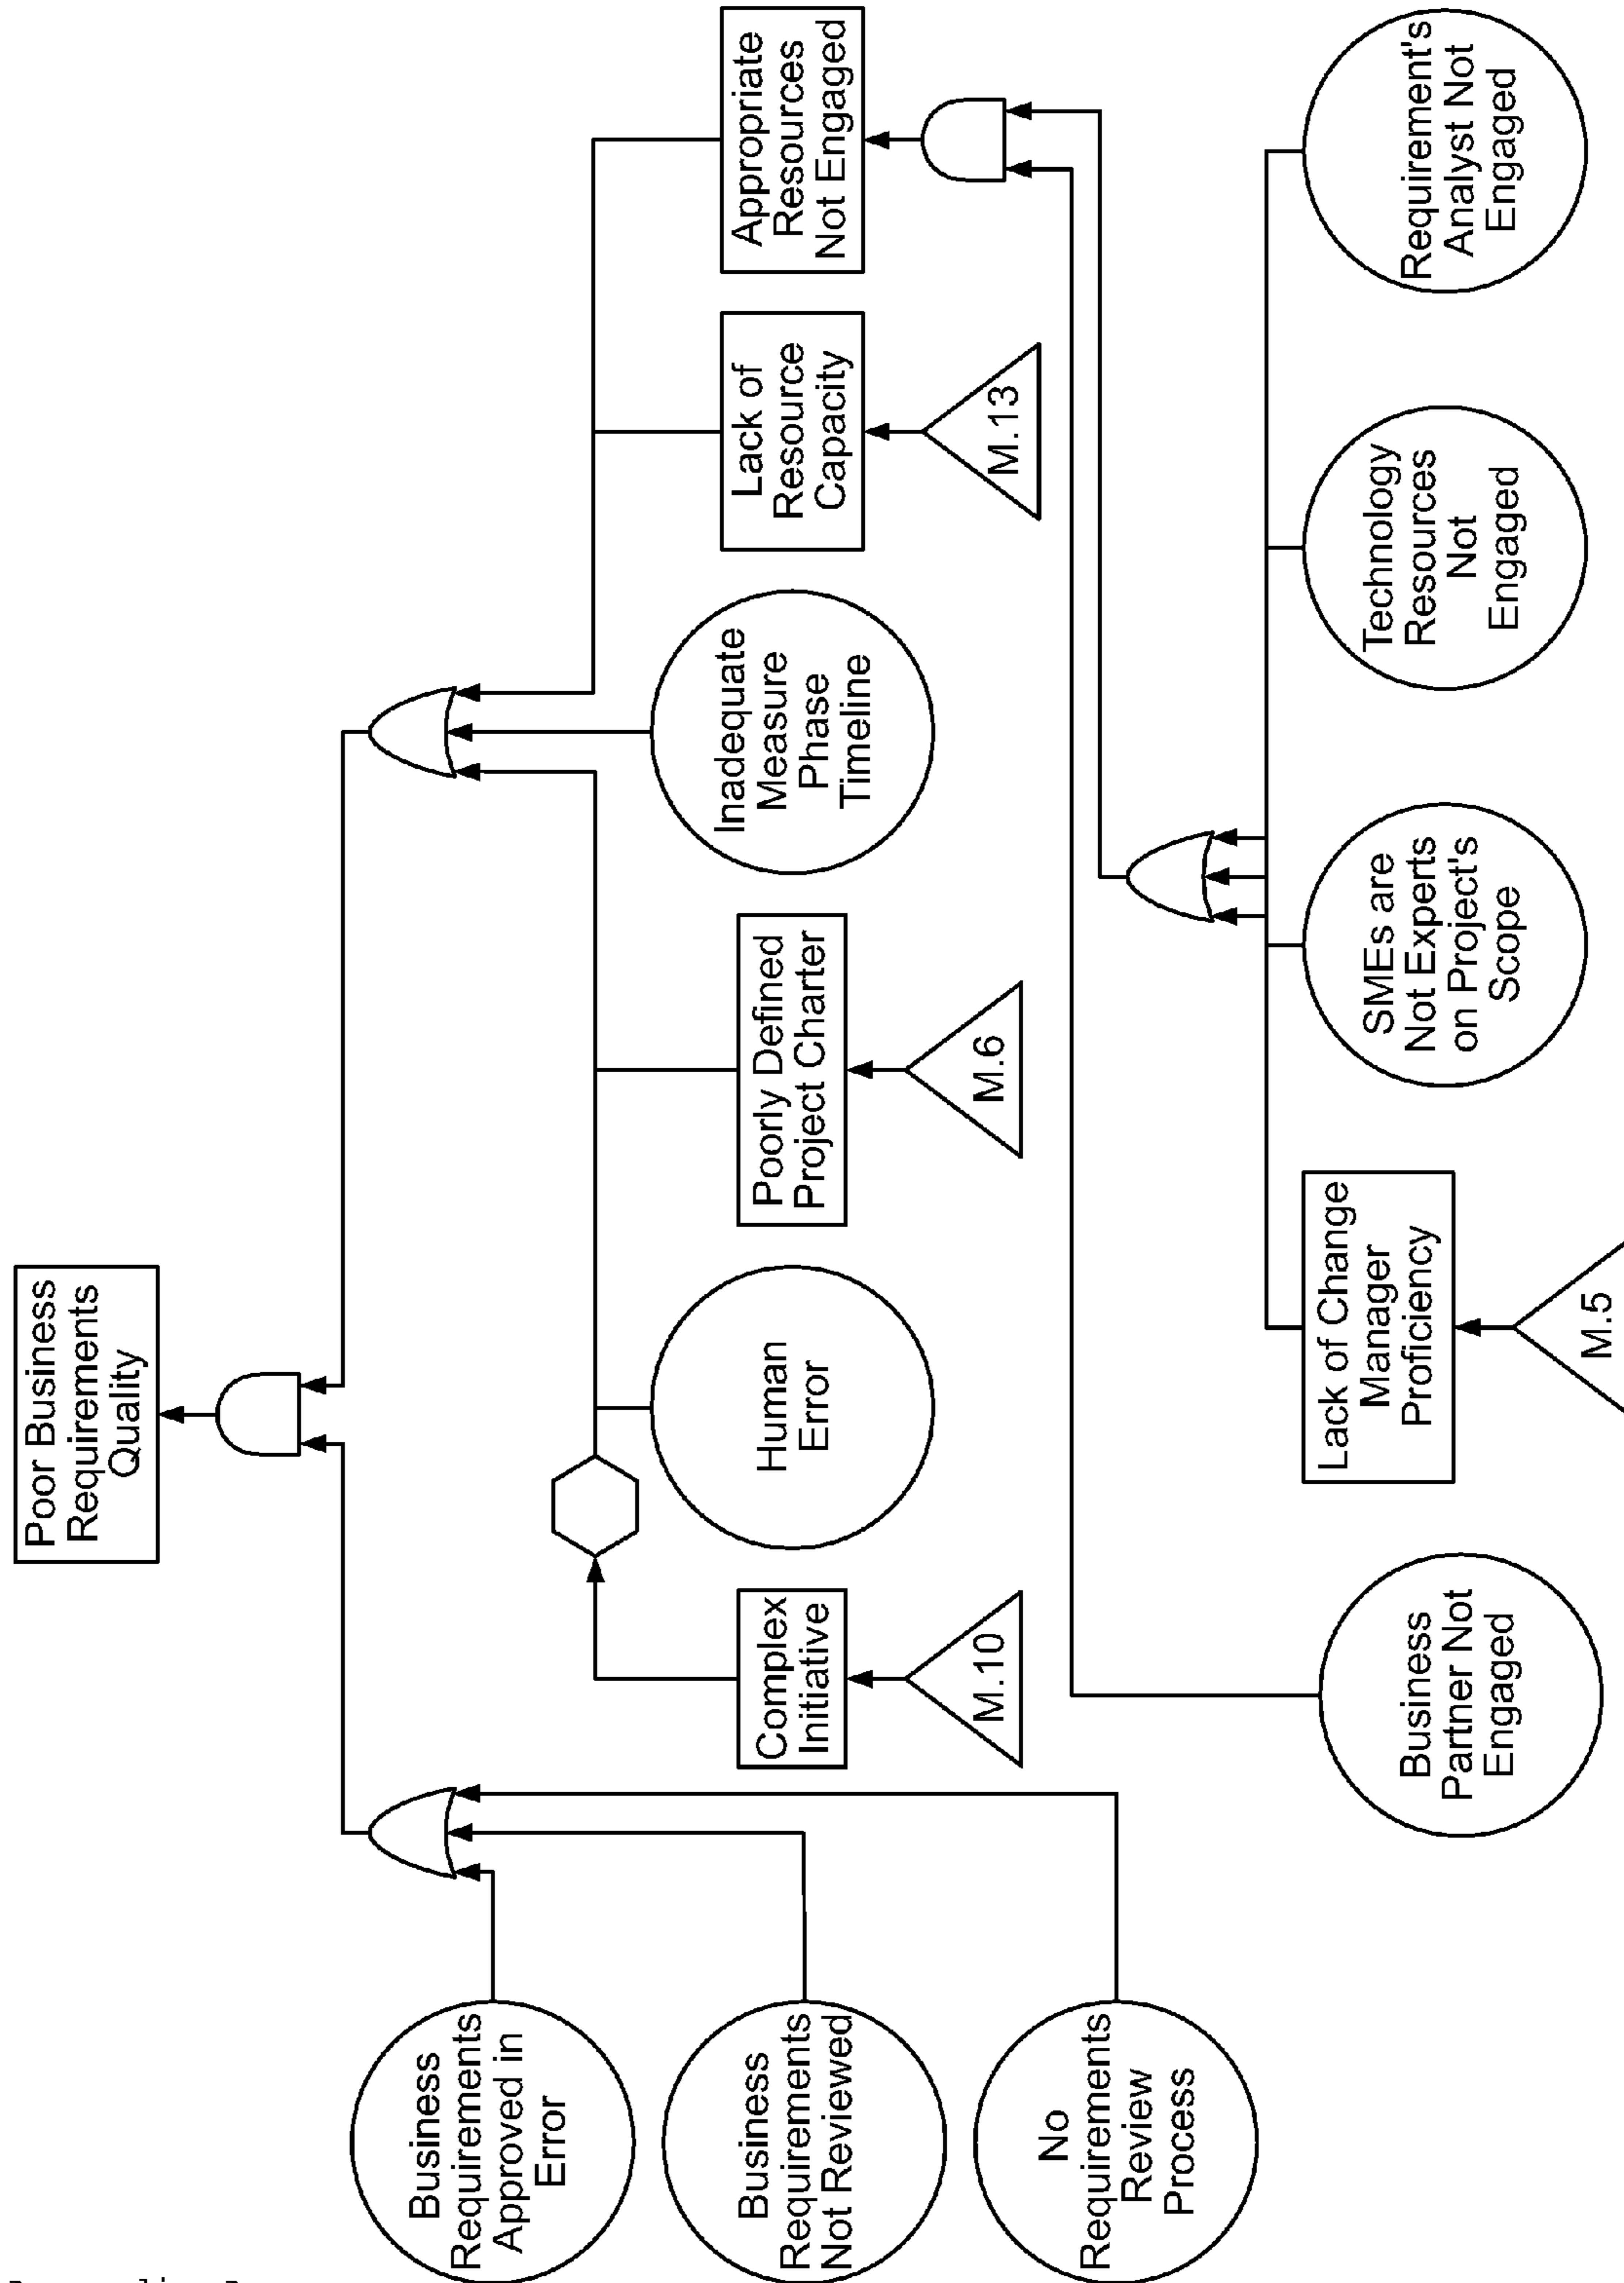 Poor Business
Requirements
Quality
Business
Requirements
Approved in
Error
Business
Requirements
Not Reviewed
No
Requirements
Review
Process
Complex
Initiative
M.10
Human
Error
Poorly Defined
Project Charter
M.6
Inadequate
Measure
Phase
Timeline
Lack of
Resource
Capacity
M.13
Appropriate
Resources
Not Engaged
Business
Partner Not
Engaged
Lack of Change
Manager
Proficiency
M.5
SMEs are
Not Experts
on Project's
Scope
Technology
Resources
Not
Engaged
Requirement's
Analyst Not
Engaged